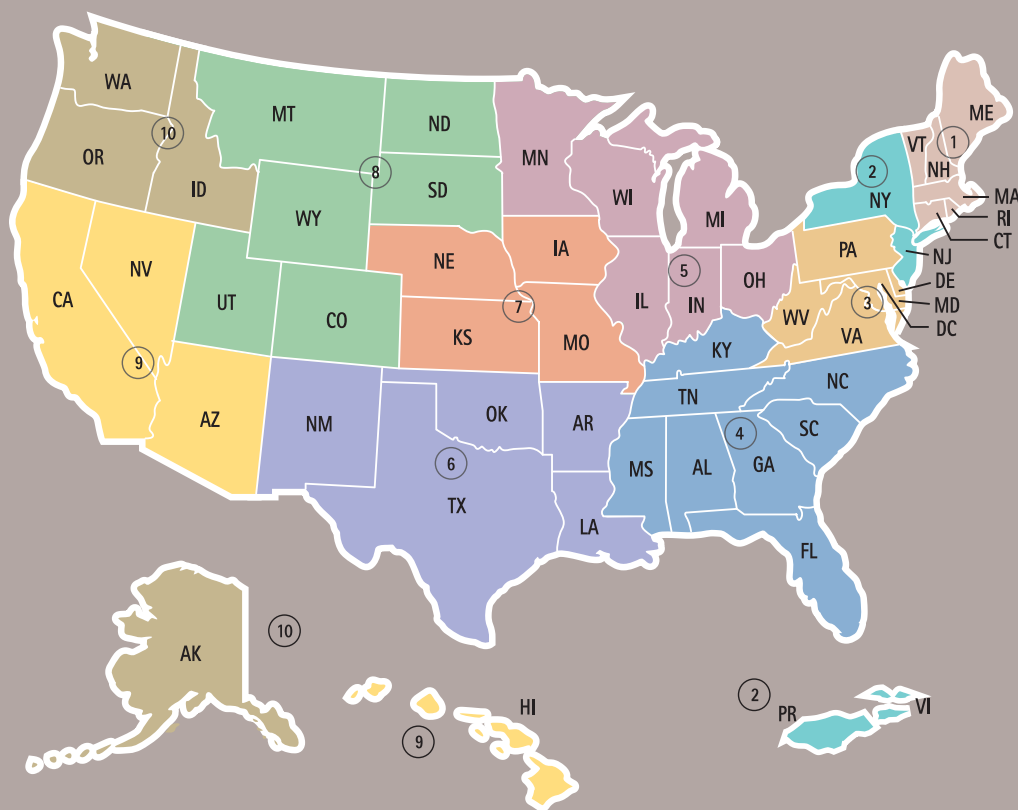 WA
MT
ND
ME
10
OR
MN
VT
1
8
2
NH
ID
SD
WI
NY
MA
WY
MI
RI
CT
IA
PA
NJ
NV
NE
5
OH
DE
CA
UT
7
IL
IN
3
MD
CO
WV
DC
KS
MO
KY
VA
9
NC
TN
AZ
NM
OK
AR
4
SC
6
MS
AL
GA
TX
LA
FL
10
AK
2
HI
PR
VI
9